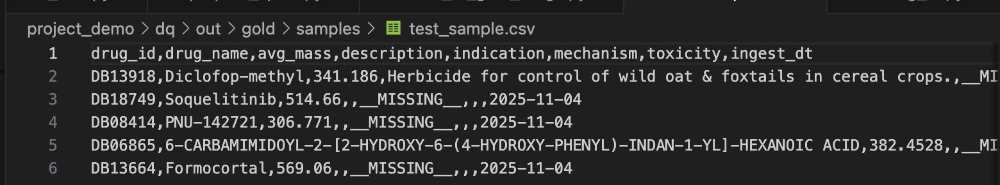 project_demo > dq > out > gold > samples > test_sample.csv
1 drug_id,drug_name,avg_mass,description,indication,mechanism,toxicity,ingest_dt
2 DB13918,Diclofop-methyl,341.186,Herbicide for control of wild oat & foxtails in cereal crops.,__MI
3 DB18749,Soquelitinib,514.66,,__MISSING__,,,2025-11-04
4 DB08414,PNU-142721,306.771,,__MISSING__,,,2025-11-04
5 DB06865,6-CARBAMIMIDOYL-2-[2-HYDROXY-6-(4-HYDROXY-PHENYL)-INDAN-1-YL]-HEXANOIC ACID,382.4528,,__MI
6 DB13664,Formocortal,569.06,,__MISSING__,,,2025-11-04